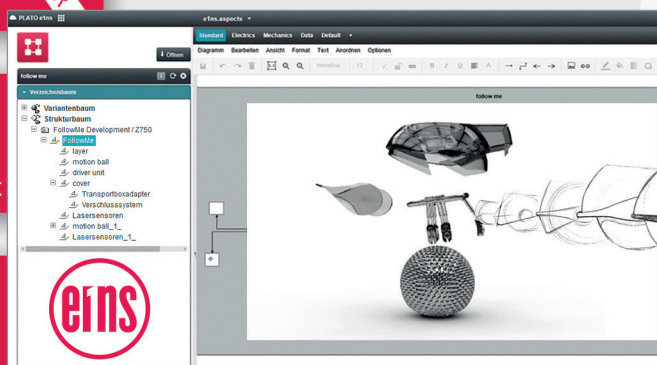 PLATO e1ns
e1ns.aspects
Standard Electrics Mechanics Data Default
Öffnen
Diagramm Bearbeiten Ansicht Format Text Anordnen Optionen
Helvetica 12
B I U A
follow me
Verzeichnisbaum
follow me
Variantenbaum
Strukturbaum
FollowMe Development / Z750
FollowMe
layer
motion ball
driver unit
cover
Transportboxadapter
Verschlusssystem
Lasersensoren
motion ball_1_
Lasersensoren_1_
e1ns